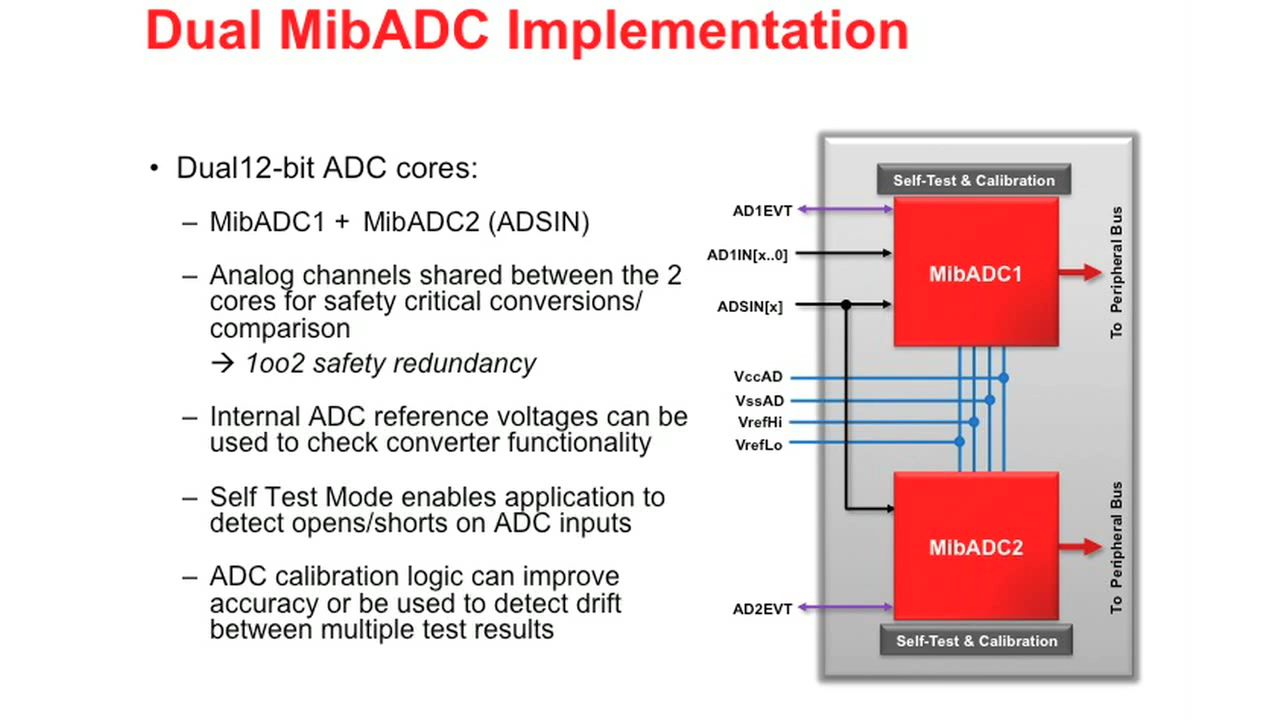 Dual MibADC Implementation
• Dual12-bit ADC cores:
– MibADC1 + MibADC2 (ADSIN)
– Analog channels shared between the 2
cores for safety critical conversions/
comparison
→ 1oo2 safety redundancy
– Internal ADC reference voltages can be
used to check converter functionality
– Self Test Mode enables application to
detect opens/shorts on ADC inputs
– ADC calibration logic can improve
accuracy or be used to detect drift
between multiple test results
Self-Test & Calibration
AD1EVT
AD1IN[x..0]
ADSIN[x]
MibADC1
To Peripheral Bus
VccAD
VssAD
VrefHi
VrefLo
MibADC2
To Peripheral Bus
AD2EVT
Self-Test & Calibration